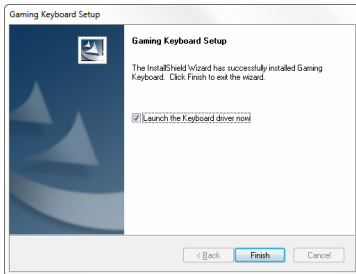 Gaming Keyboard Setup
Gaming Keyboard Setup
The InstallShield Wizard has successfully installed Gaming
Keyboard. Click Finish to exit the wizard.
Launch the Keyboard driver now!
< Back Finish Cancel